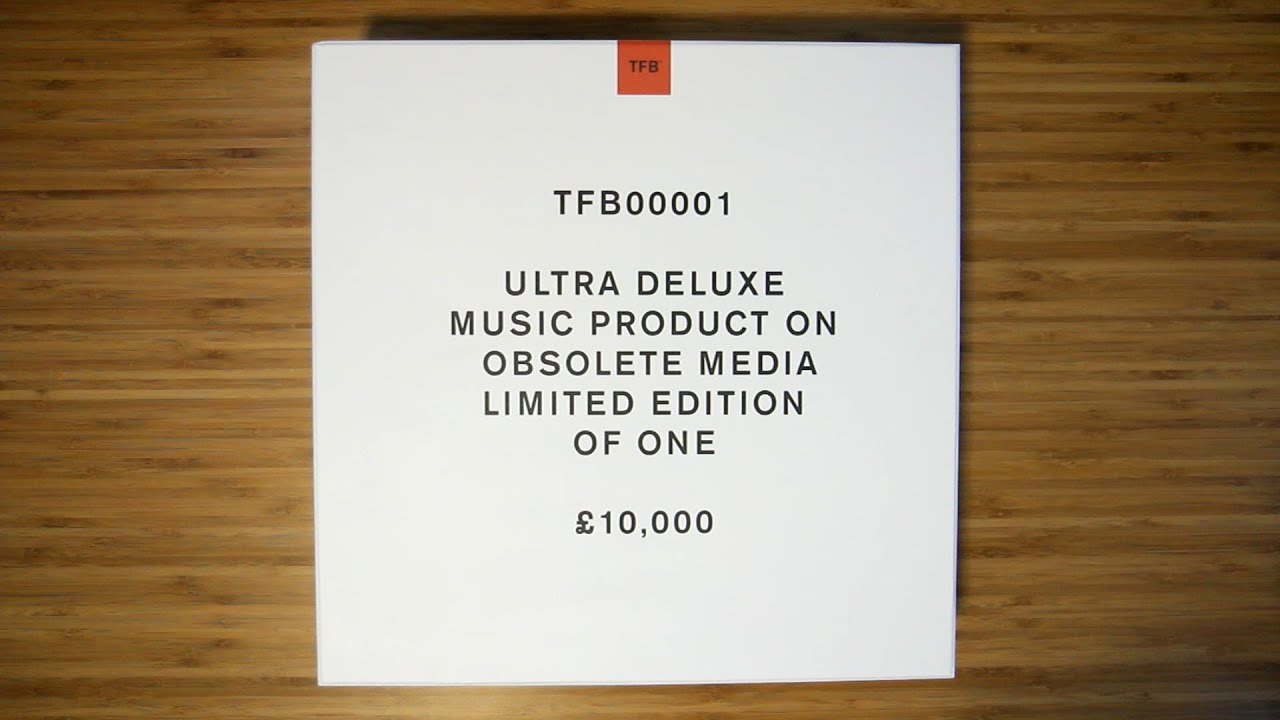 TFB
TFB00001
ULTRA DELUXE
MUSIC PRODUCT ON
OBSOLETE MEDIA
LIMITED EDITION
OF ONE
£10,000